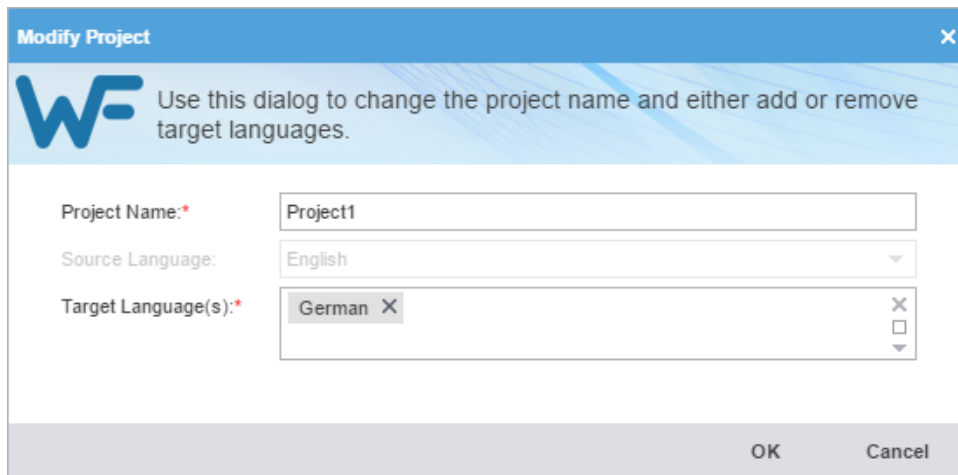 Modify Project
WF
Use this dialog to change the project name and either add or remove
target languages.
Project Name:* Project1
Source Language: English
Target Language(s):* German
OK Cancel